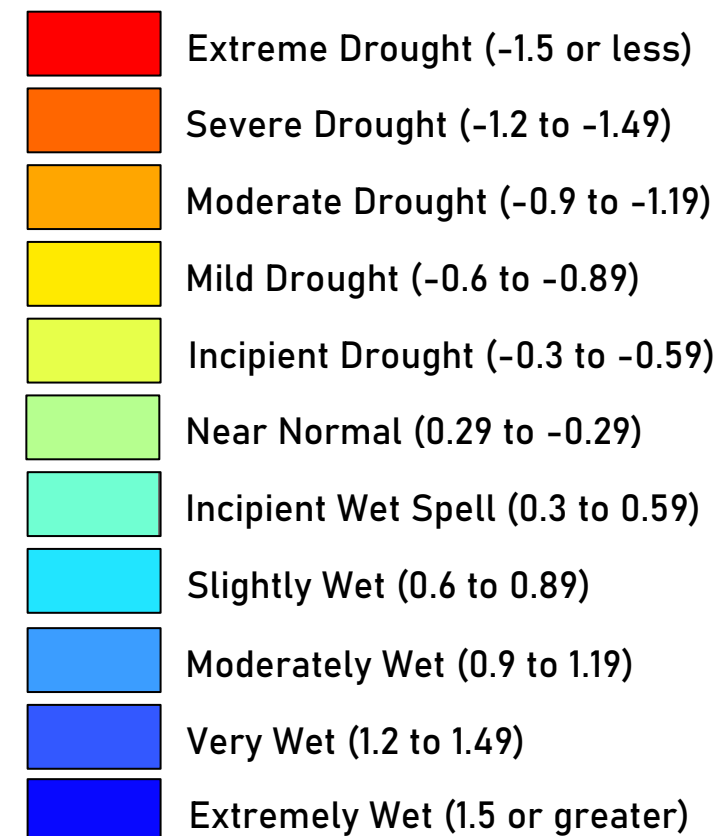 Extreme Drought (-1.5 or less)
Severe Drought (-1.2 to -1.49)
Moderate Drought (-0.9 to -1.19)
Mild Drought (-0.6 to -0.89)
Incipient Drought (-0.3 to -0.59)
Near Normal (0.29 to -0.29)
Incipient Wet Spell (0.3 to 0.59)
Slightly Wet (0.6 to 0.89)
Moderately Wet (0.9 to 1.19)
Very Wet (1.2 to 1.49)
Extremely Wet (1.5 or greater)